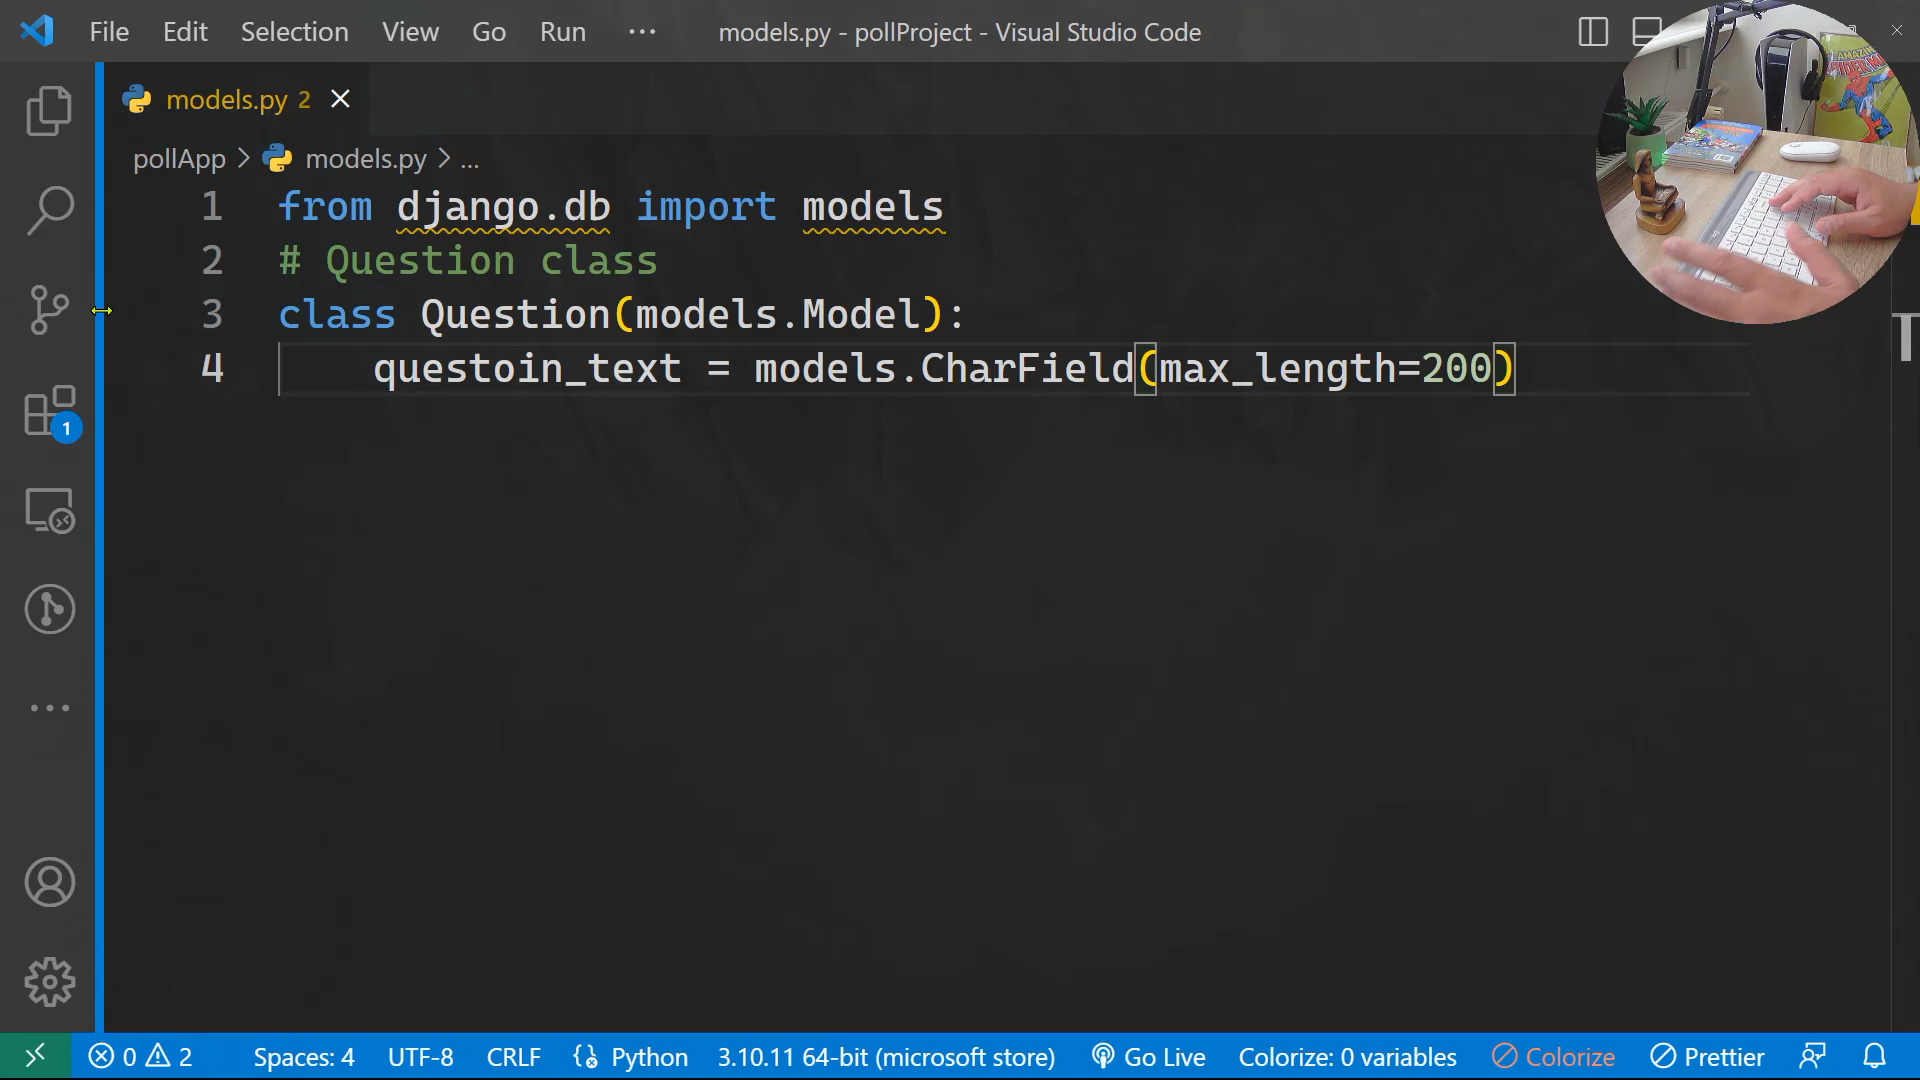 File Edit Selection View Go Run ··· models.py - pollProject - Visual Studio Code
models.py 2
pollApp > models.py > ...
1 from django.db import models
2 # Question class
3 class Question(models.Model):
4 questoin_text = models.CharField(max_length=200)
1
AMAZING
SPIDER-MAN
0 2 Spaces: 4 UTF-8 CRLF Python 3.10.11 64-bit (microsoft store) Go Live Colorize: 0 variables Colorize Prettier